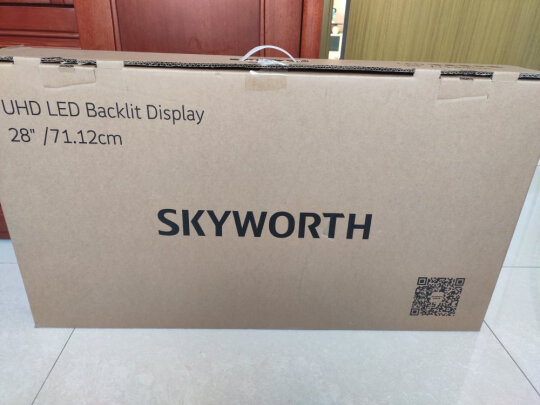 UHD LED Backlit Display
28" /71.12cm
SKYWORTH